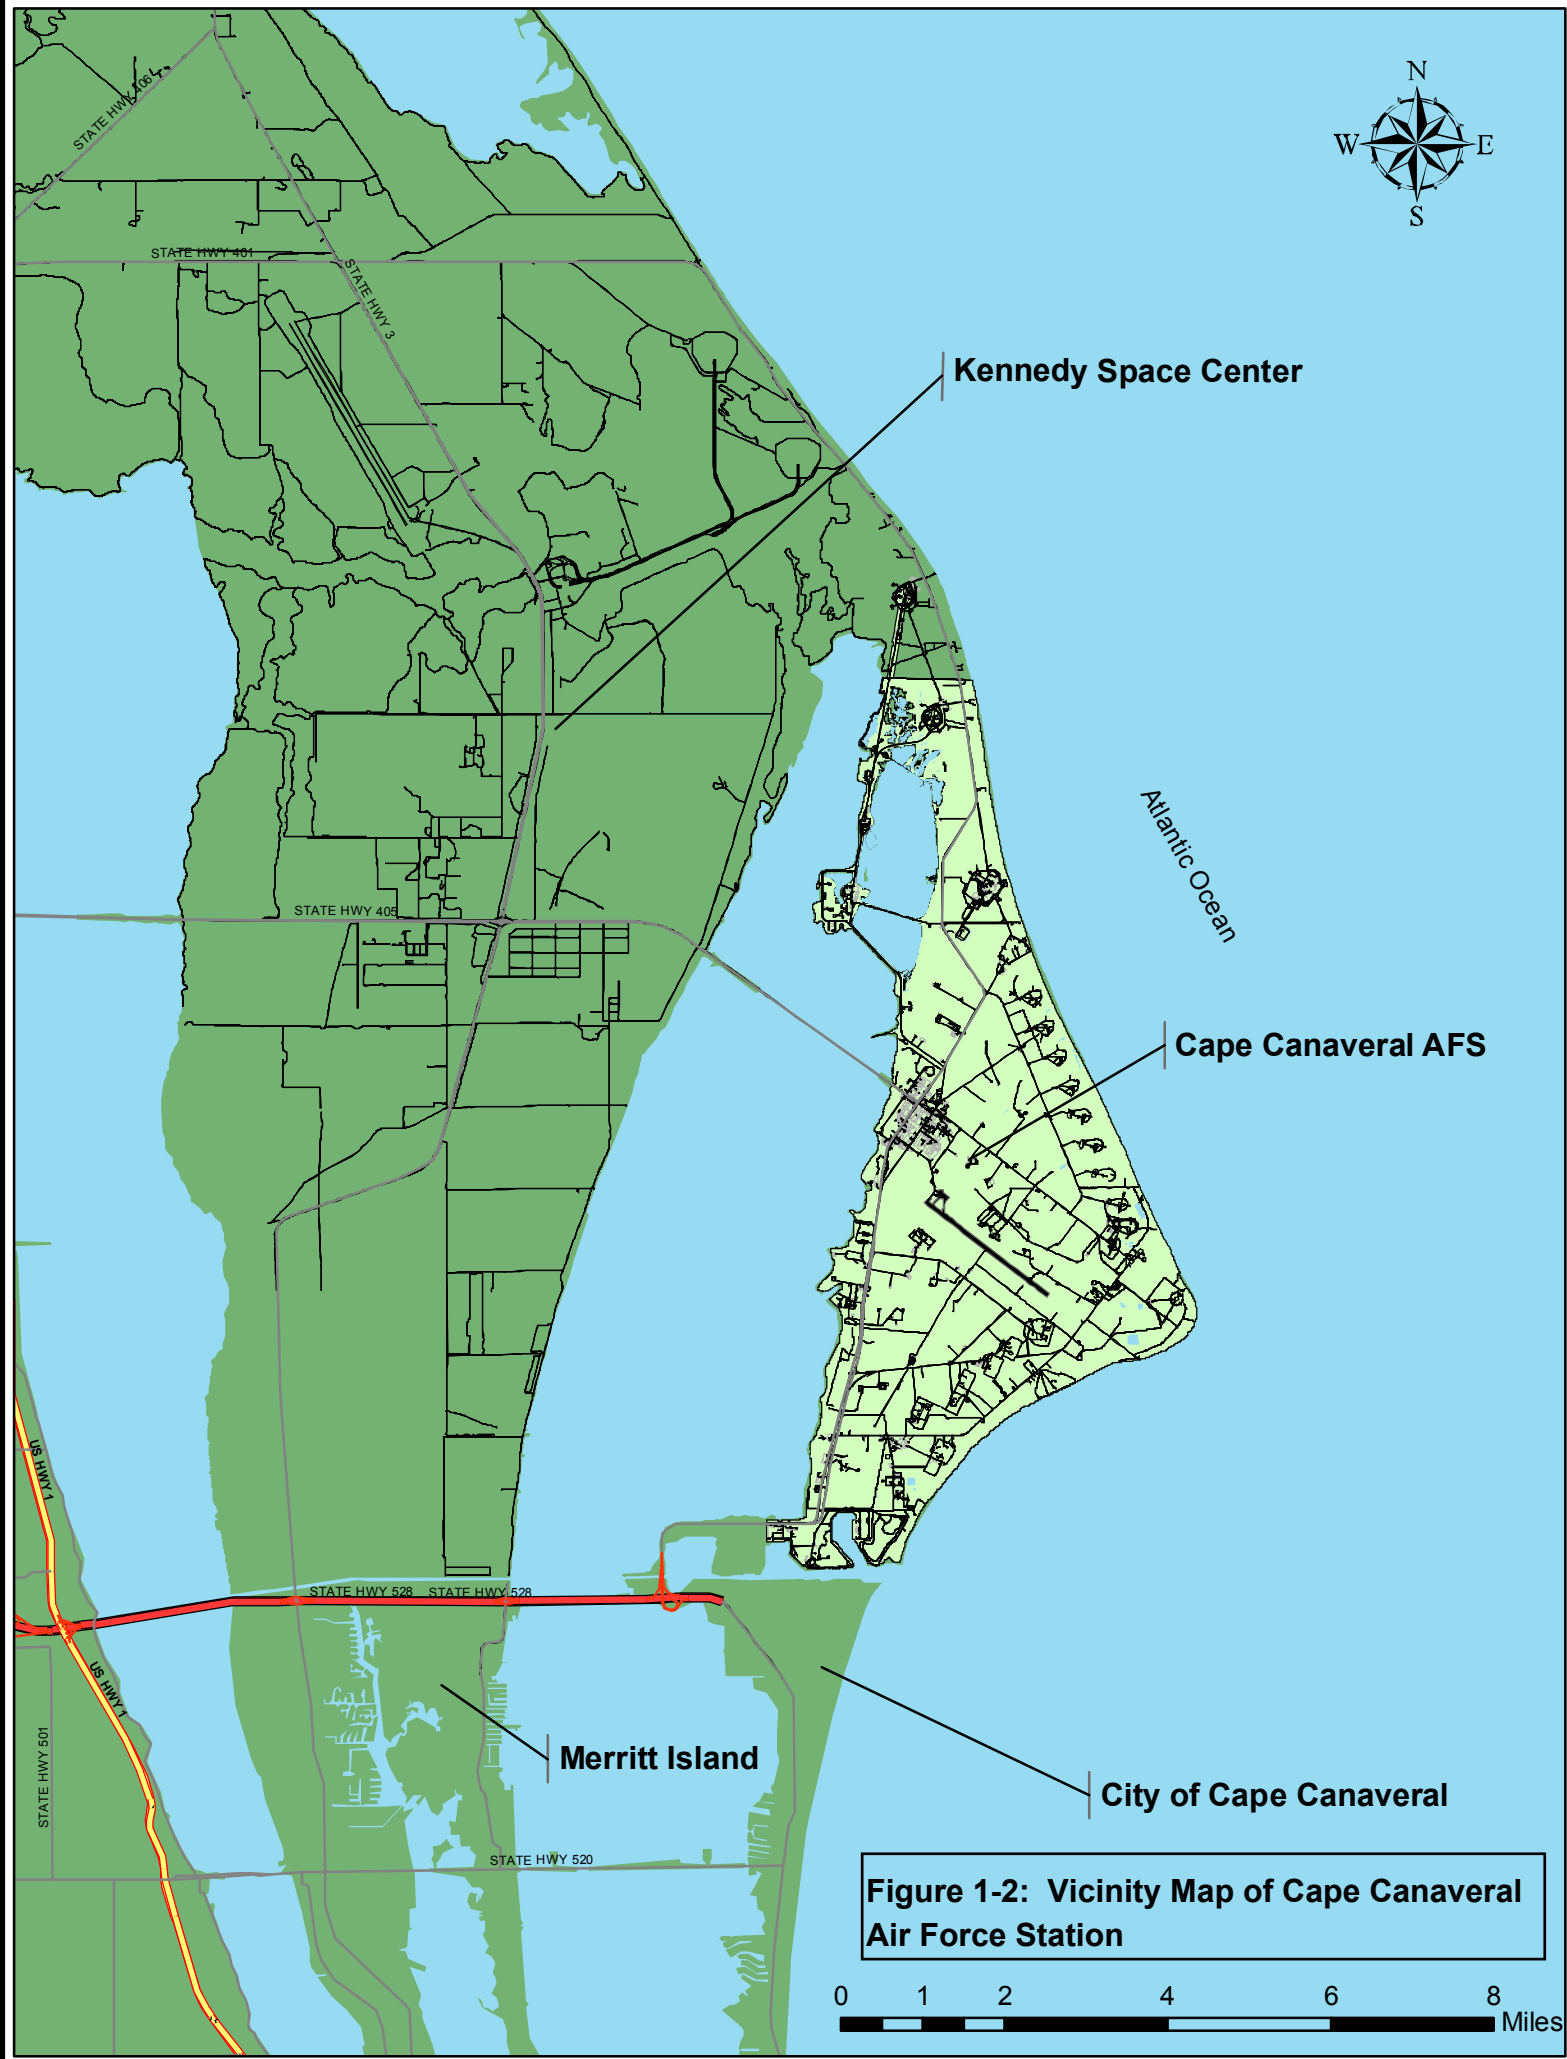 N
W E
S
STATE HWY 406
STATE HWY 401
STATE HWY 3
Kennedy Space Center
Atlantic Ocean
STATE HWY 405
Cape Canaveral AFS
US HWY 1
STATE HWY 528 STATE HWY 528
US HWY 1
STATE HWY 501
Merritt Island
City of Cape Canaveral
STATE HWY 520
Figure 1-2: Vicinity Map of Cape Canaveral
Air Force Station
0 1 2 4 6 8
Miles